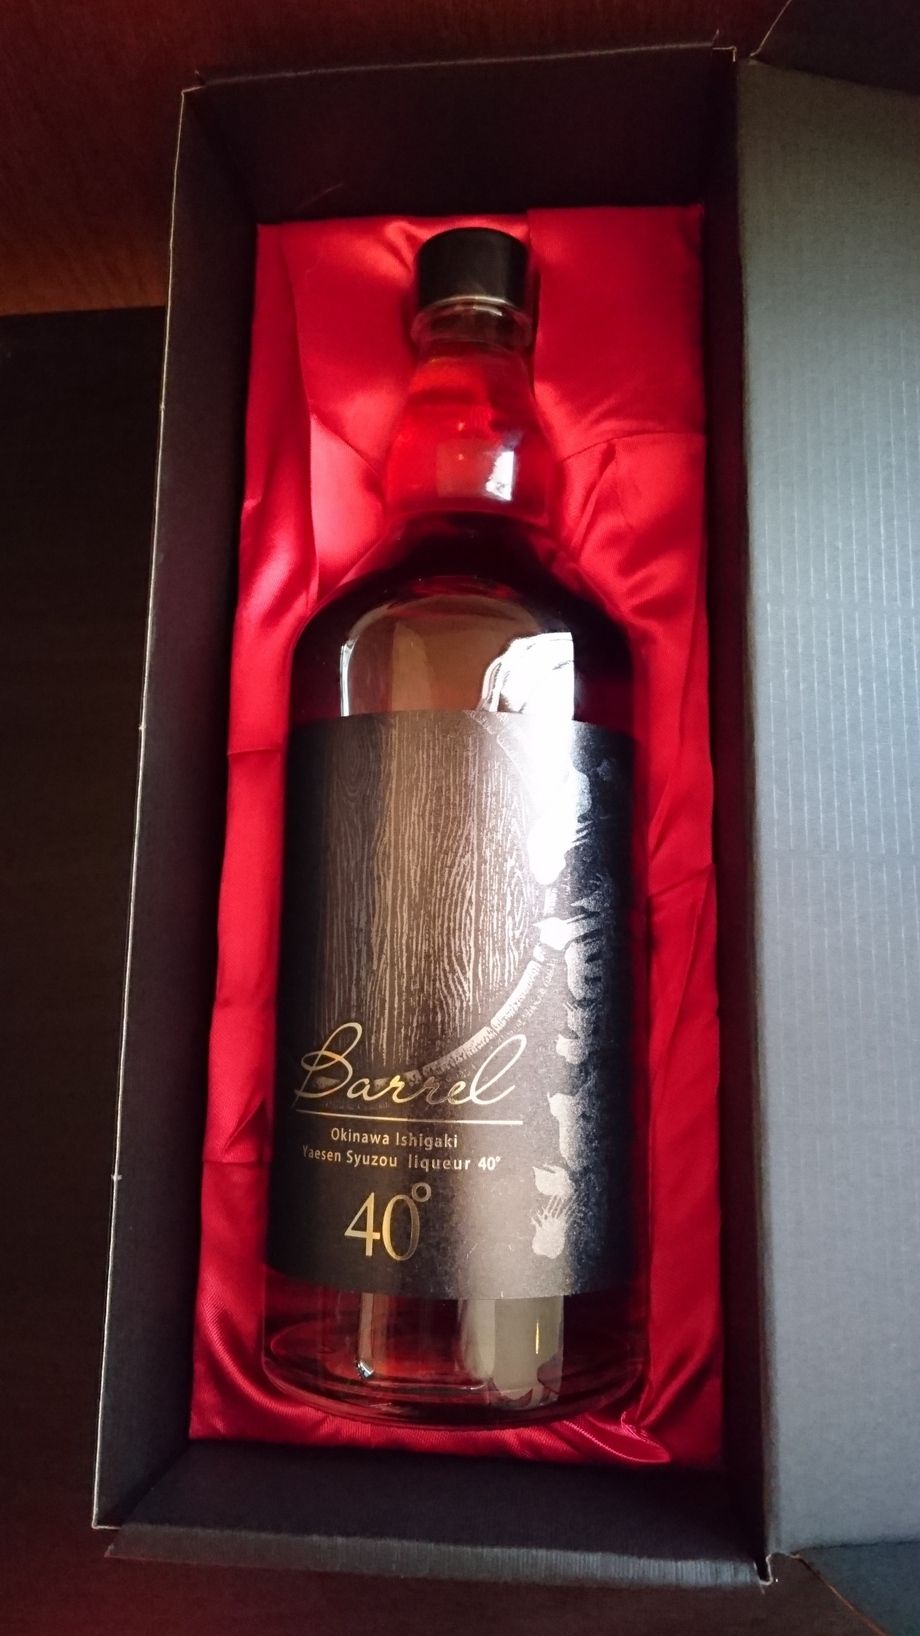 Barrel
Okinawa Ishigaki
Yaesen Syuzou liqueur 40°
40°